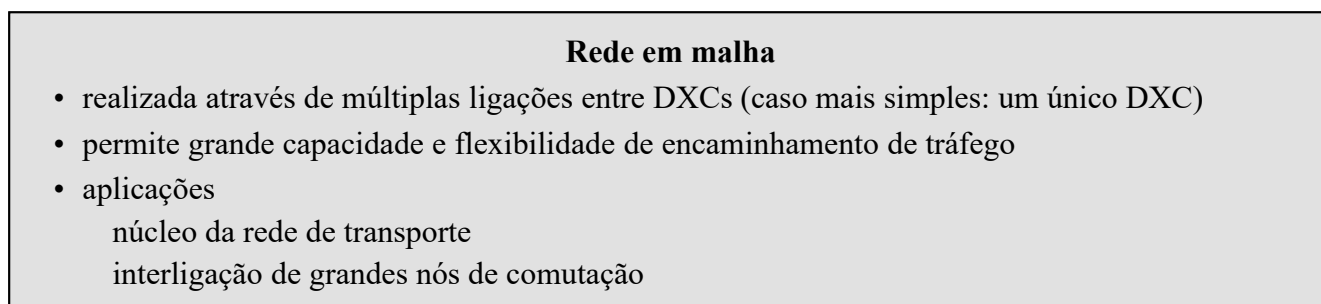 Rede em malha
• realizada através de múltiplas ligações entre DXCs (caso mais simples: um único DXC)
• permite grande capacidade e flexibilidade de encaminhamento de tráfego
• aplicações
núcleo da rede de transporte
interligação de grandes nós de comutação